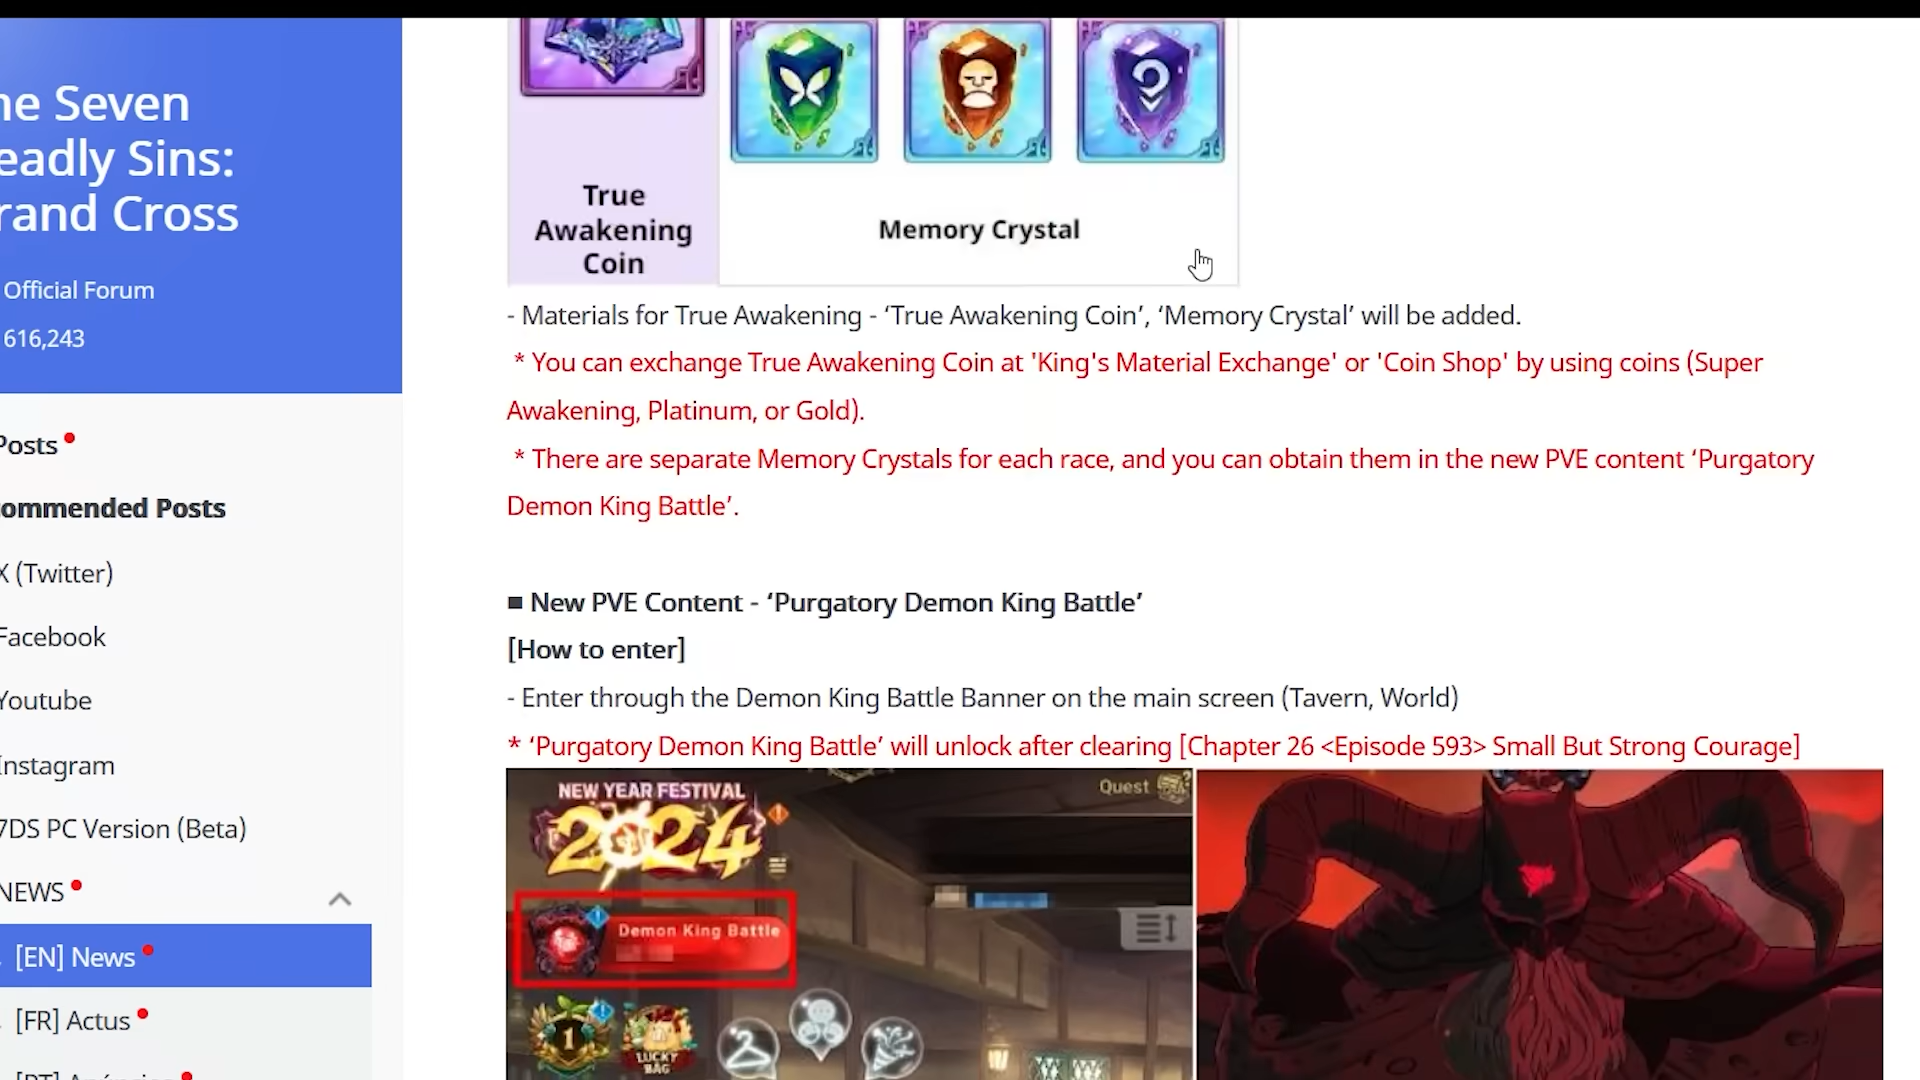 ne Seven
eadly Sins:
rand Cross
Official Forum
616,243
Posts
ommended Posts
X (Twitter)
Facebook
Youtube
Instagram
7DS PC Version (Beta)
NEWS
[EN] News
[FR] Actus
True
Awakening
Coin
Memory Crystal
- Materials for True Awakening - ‘True Awakening Coin’, ‘Memory Crystal’ will be added.
* You can exchange True Awakening Coin at 'King's Material Exchange' or 'Coin Shop' by using coins (Super
Awakening, Platinum, or Gold).
* There are separate Memory Crystals for each race, and you can obtain them in the new PVE content ‘Purgatory
Demon King Battle’.
■ New PVE Content - ‘Purgatory Demon King Battle’
[How to enter]
- Enter through the Demon King Battle Banner on the main screen (Tavern, World)
* ‘Purgatory Demon King Battle’ will unlock after clearing [Chapter 26 <Episode 593> Small But Strong Courage]
NEW YEAR FESTIVAL
2024
Quest
Demon King Battle
1
LUCKY
BAG